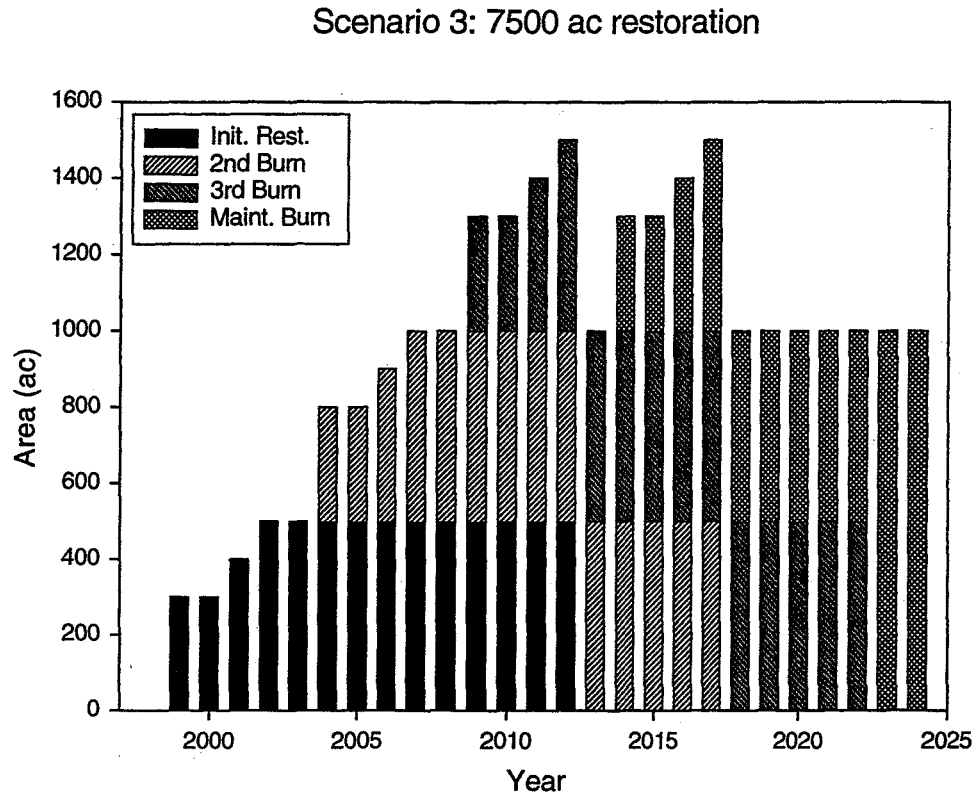 Scenario 3: 7500 ac restoration
1600
1400
1200
1000
800
600
400
200
0
Area (ac)
Init. Rest.
2nd Burn
3rd Burn
Maint. Burn
2000
2005
2010
2015
2020
2025
Year